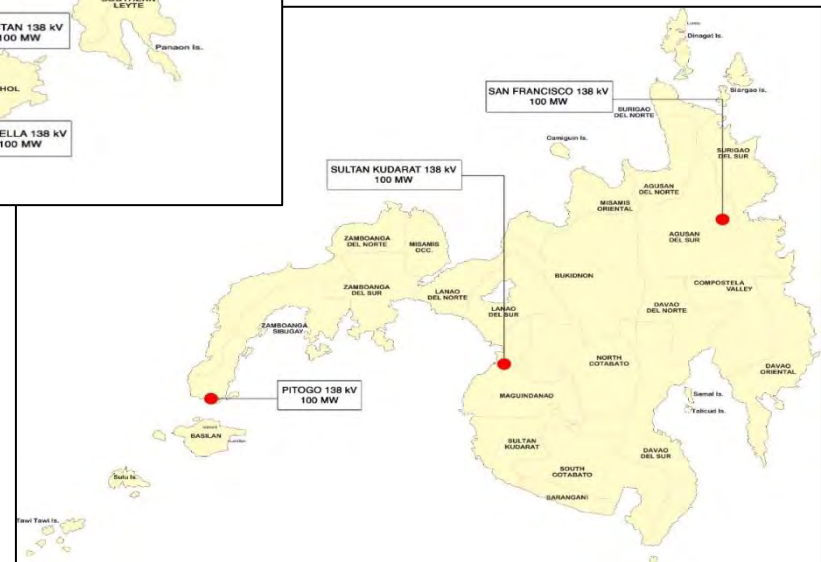 LEYTE
TAN 138 kV
100 MW
Panaon Is.
HOL
ELLA 138 kV
100 MW
Dinagat Is.
Siargao Is.
SAN FRANCISCO 138 kV
100 MW
SURIGAO
DEL NORTE
Camiguin Is.
SURIGAO
DEL SUR
SULTAN KUDARAT 138 kV
100 MW
AGUSAN
DEL NORTE
MISAMIS
ORIENTAL
AGUSAN
DEL SUR
ZAMBOANGA
DEL NORTE
MISAMIS
OCC.
BUKIDNON
COMPOSTELA
VALLEY
ZAMBOANGA
DEL SUR
LANAO
DEL NORTE
LANAO
DEL SUR
DAVAO
DEL NORTE
ZAMBOANGA
SIBUGAY
NORTH
COTABATO
DAVAO
ORIENTAL
PITOGO 138 kV
100 MW
MAGUINDANAO
Samal Is.
Talicud Is.
BASILAN
SULTAN
KUDARAT
DAVAO
DEL SUR
SOUTH
COTABATO
Sulu Is.
SARANGANI
Tawi Tawi Is.